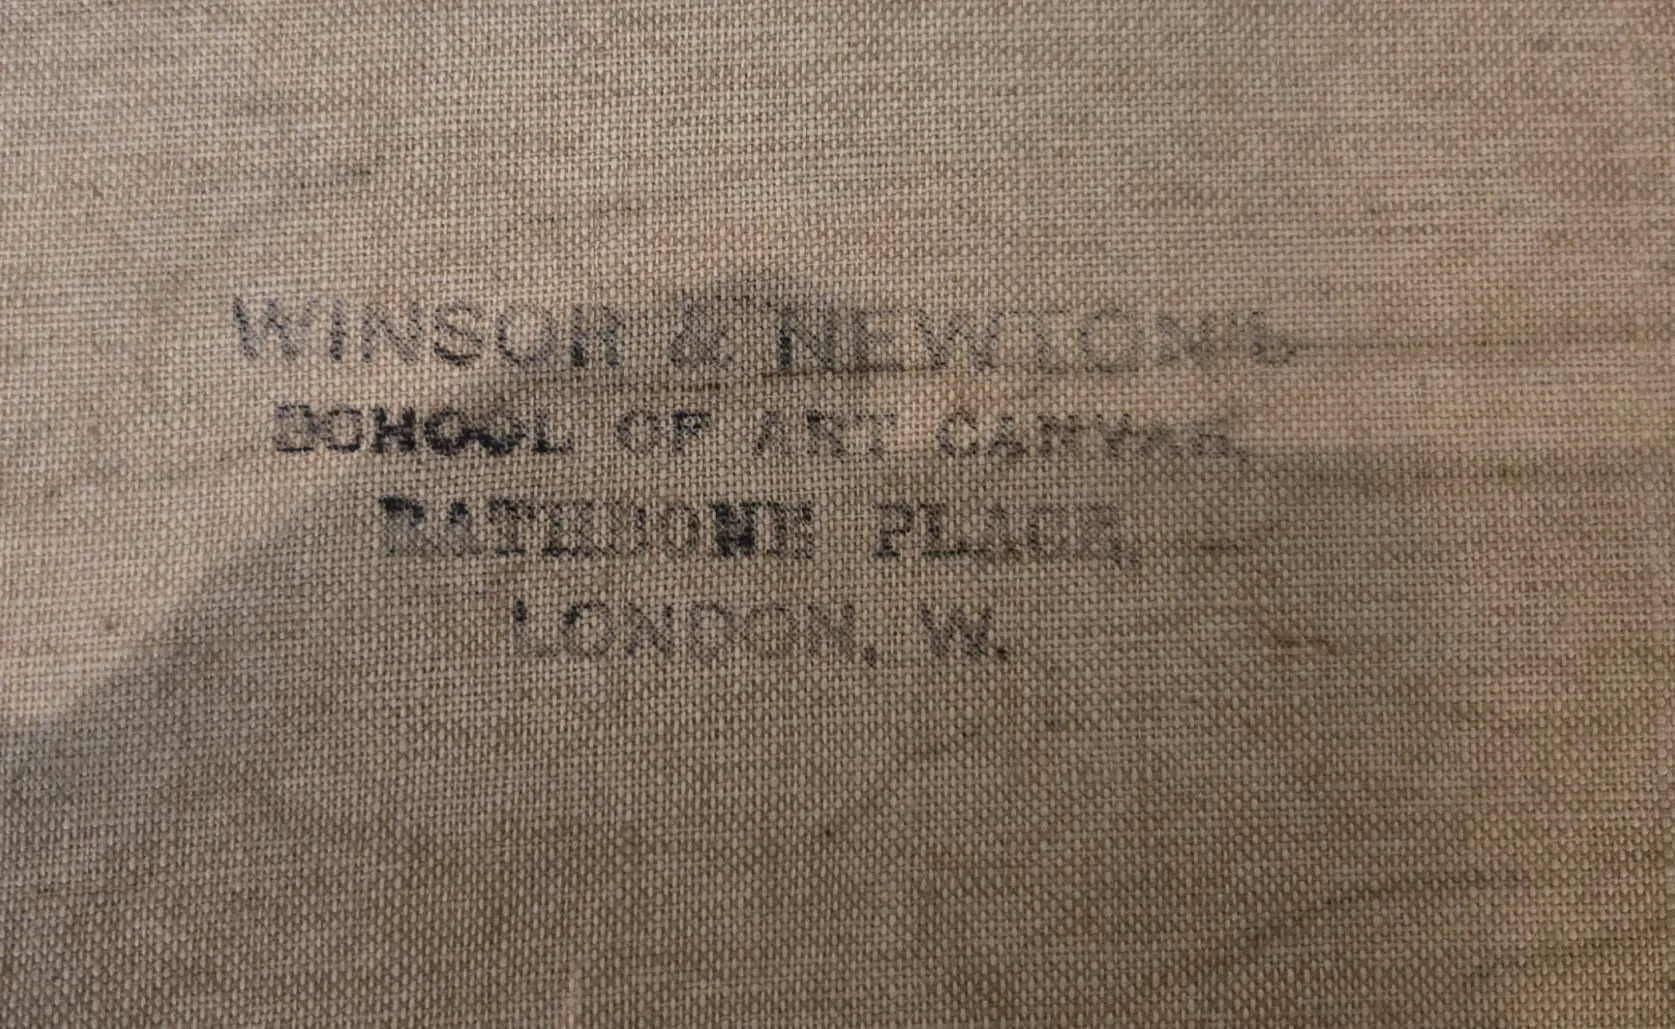 WINSOR & NEWTON'S
SCHOOL OF ART CANVAS,
RATHBONE PLACE,
LONDON, W.